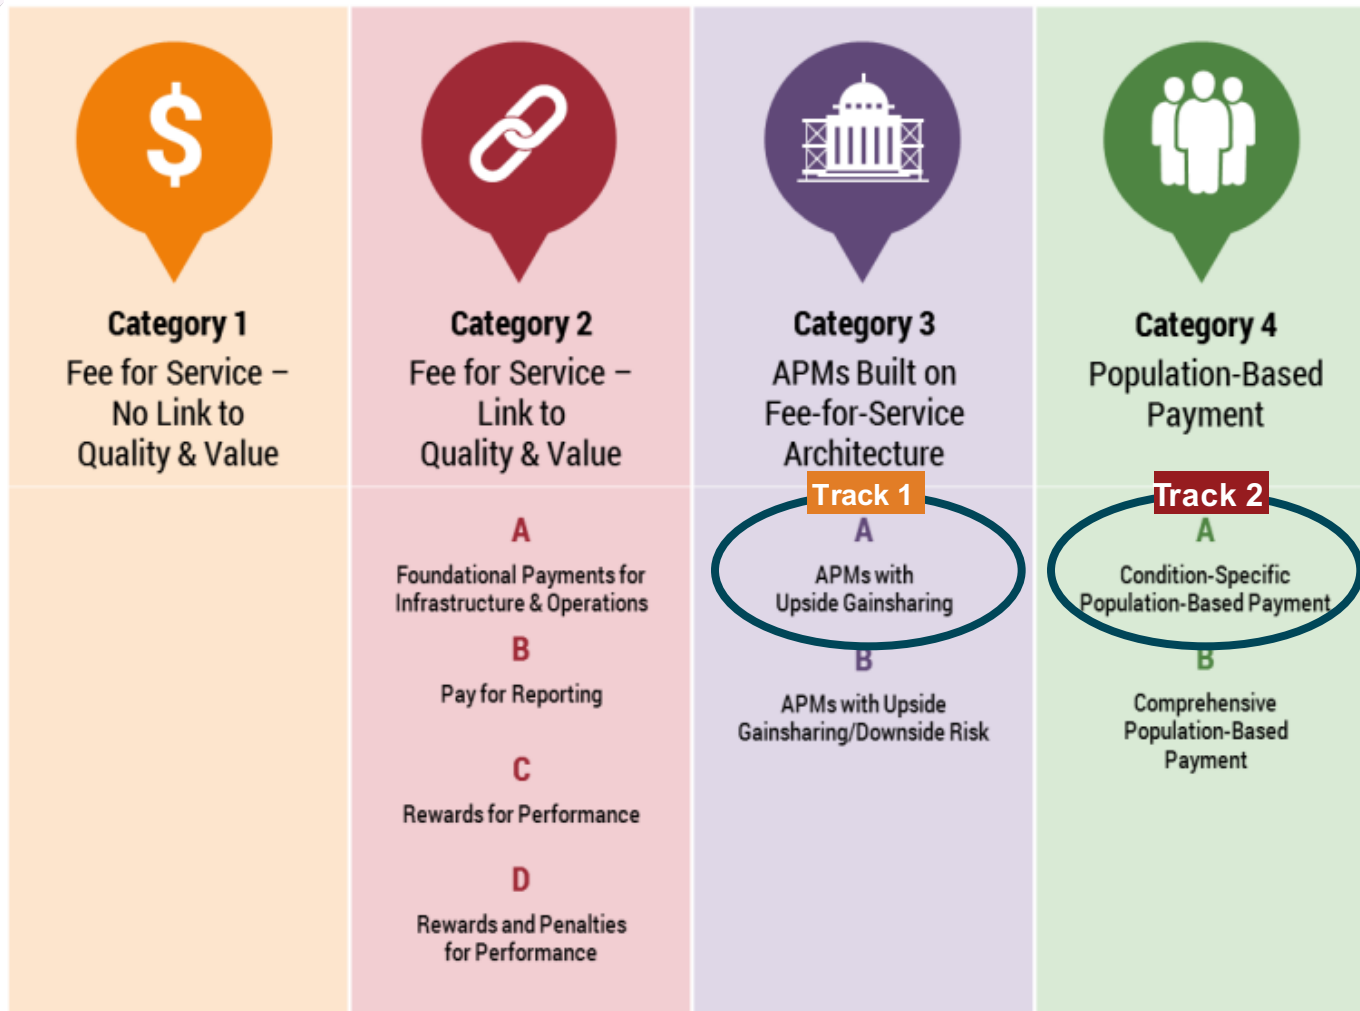 $
Category 1
Fee for Service –
No Link to
Quality & Value
Category 2
Fee for Service –
Link to
Quality & Value
A
Foundational Payments for
Infrastructure & Operations
B
Pay for Reporting
C
Rewards for Performance
D
Rewards and Penalties
for Performance
Category 3
APMs Built on
Fee-for-Service
Architecture
Track 1
A
APMs with
Upside Gainsharing
B
APMs with Upside
Gainsharing/Downside Risk
Category 4
Population-Based
Payment
Track 2
A
Condition-Specific
Population-Based Payment
B
Comprehensive
Population-Based
Payment